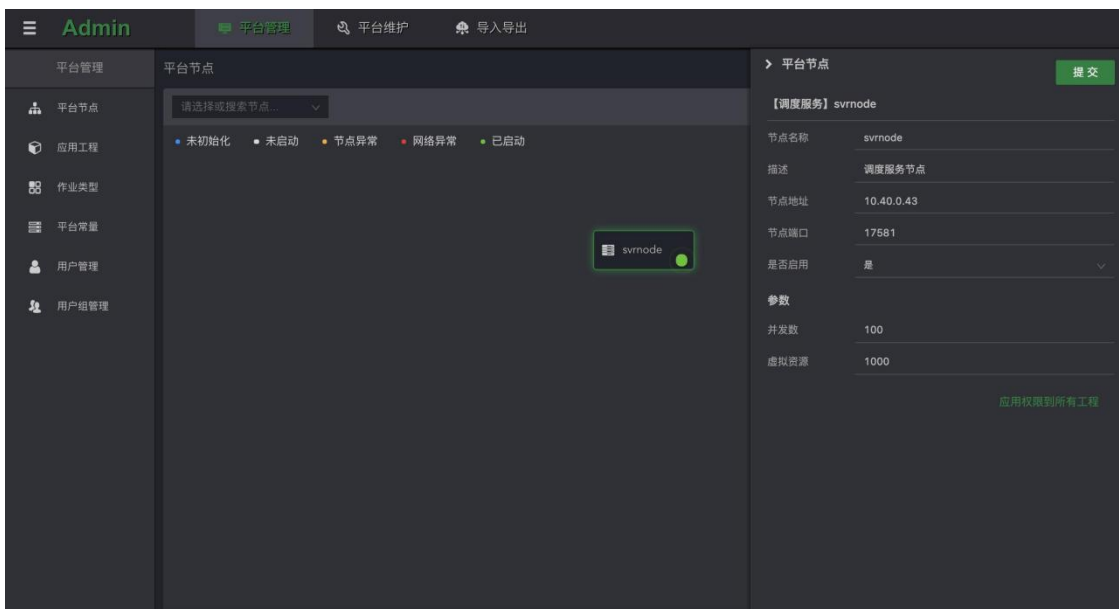 Admin 平台管理 平台维护 导入导出
平台管理
平台节点
应用工程
作业类型
平台常量
用户管理
用户组管理
平台节点
请选择或搜索节点...
未初始化 未启动 节点异常 网络异常 已启动
svrnode
平台节点
提交
【调度服务】svrnode
节点名称 svrnode
描述 调度服务节点
节点地址 10.40.0.43
节点端口 17581
是否启用 是
参数
并发数 100
虚拟资源 1000
应用权限到所有工程